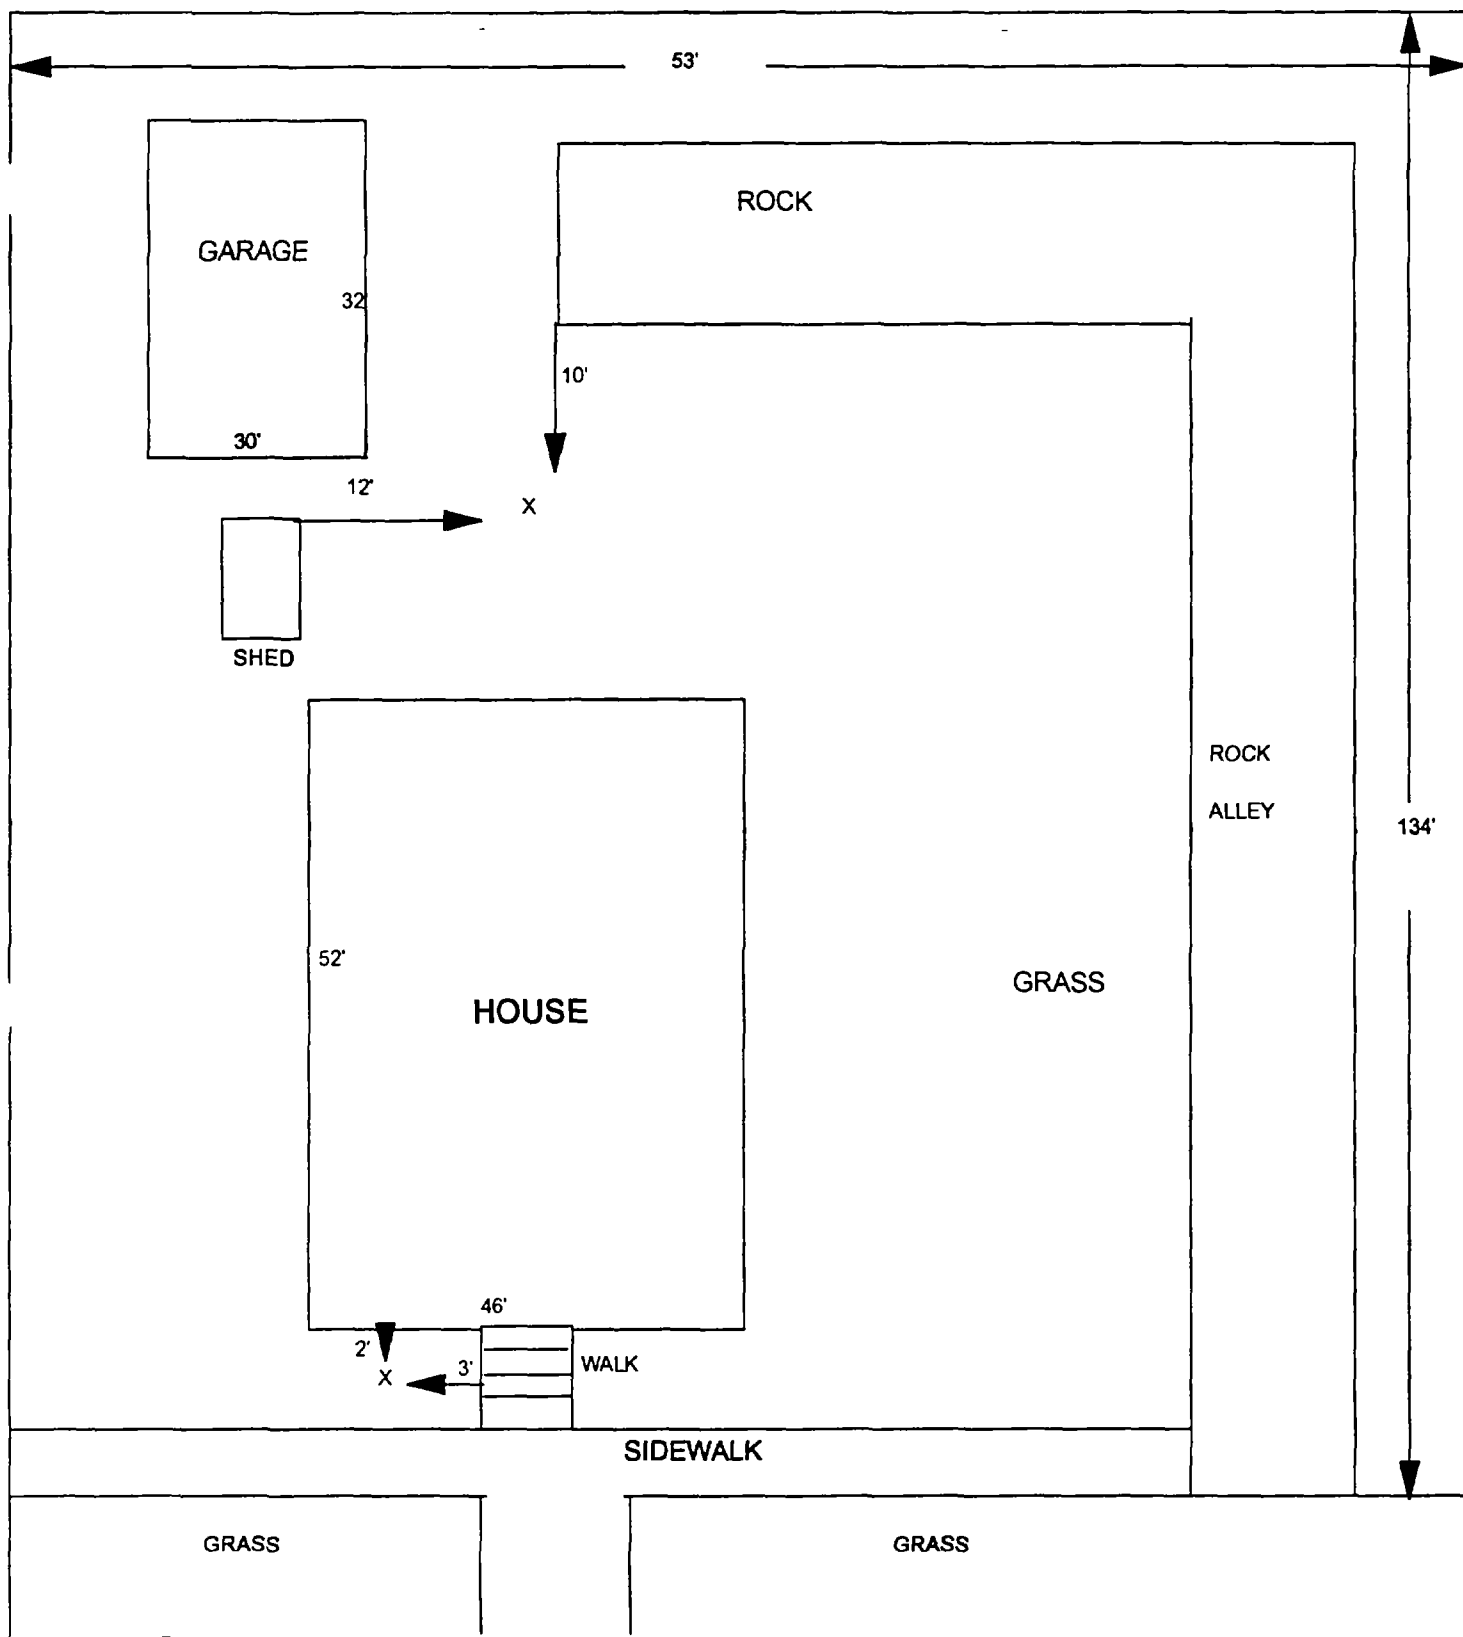 53'
ROCK
GARAGE
32
10'
30'
12'
X
SHED
ROCK
ALLEY
134'
52'
GRASS
HOUSE
46'
2'
WALK
3'
X
SIDEWALK
GRASS
GRASS